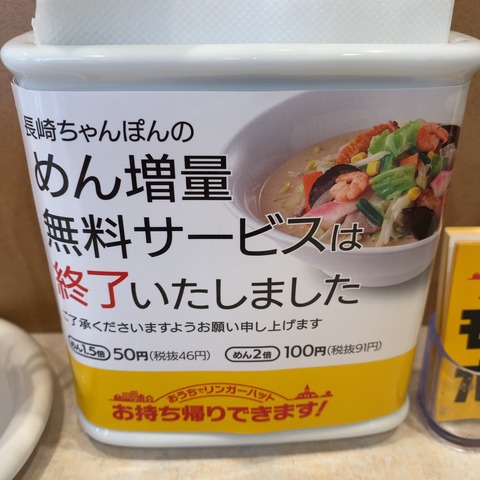 長崎ちゃんぽんの
めん増量
無料サービスは
終了いたしました
ご了承くださいますようお願い申し上げます
めん1.5倍 50円(税抜46円) めん2倍 100円(税抜91円)
おうちでリンガーハット
お持ち帰りできます!